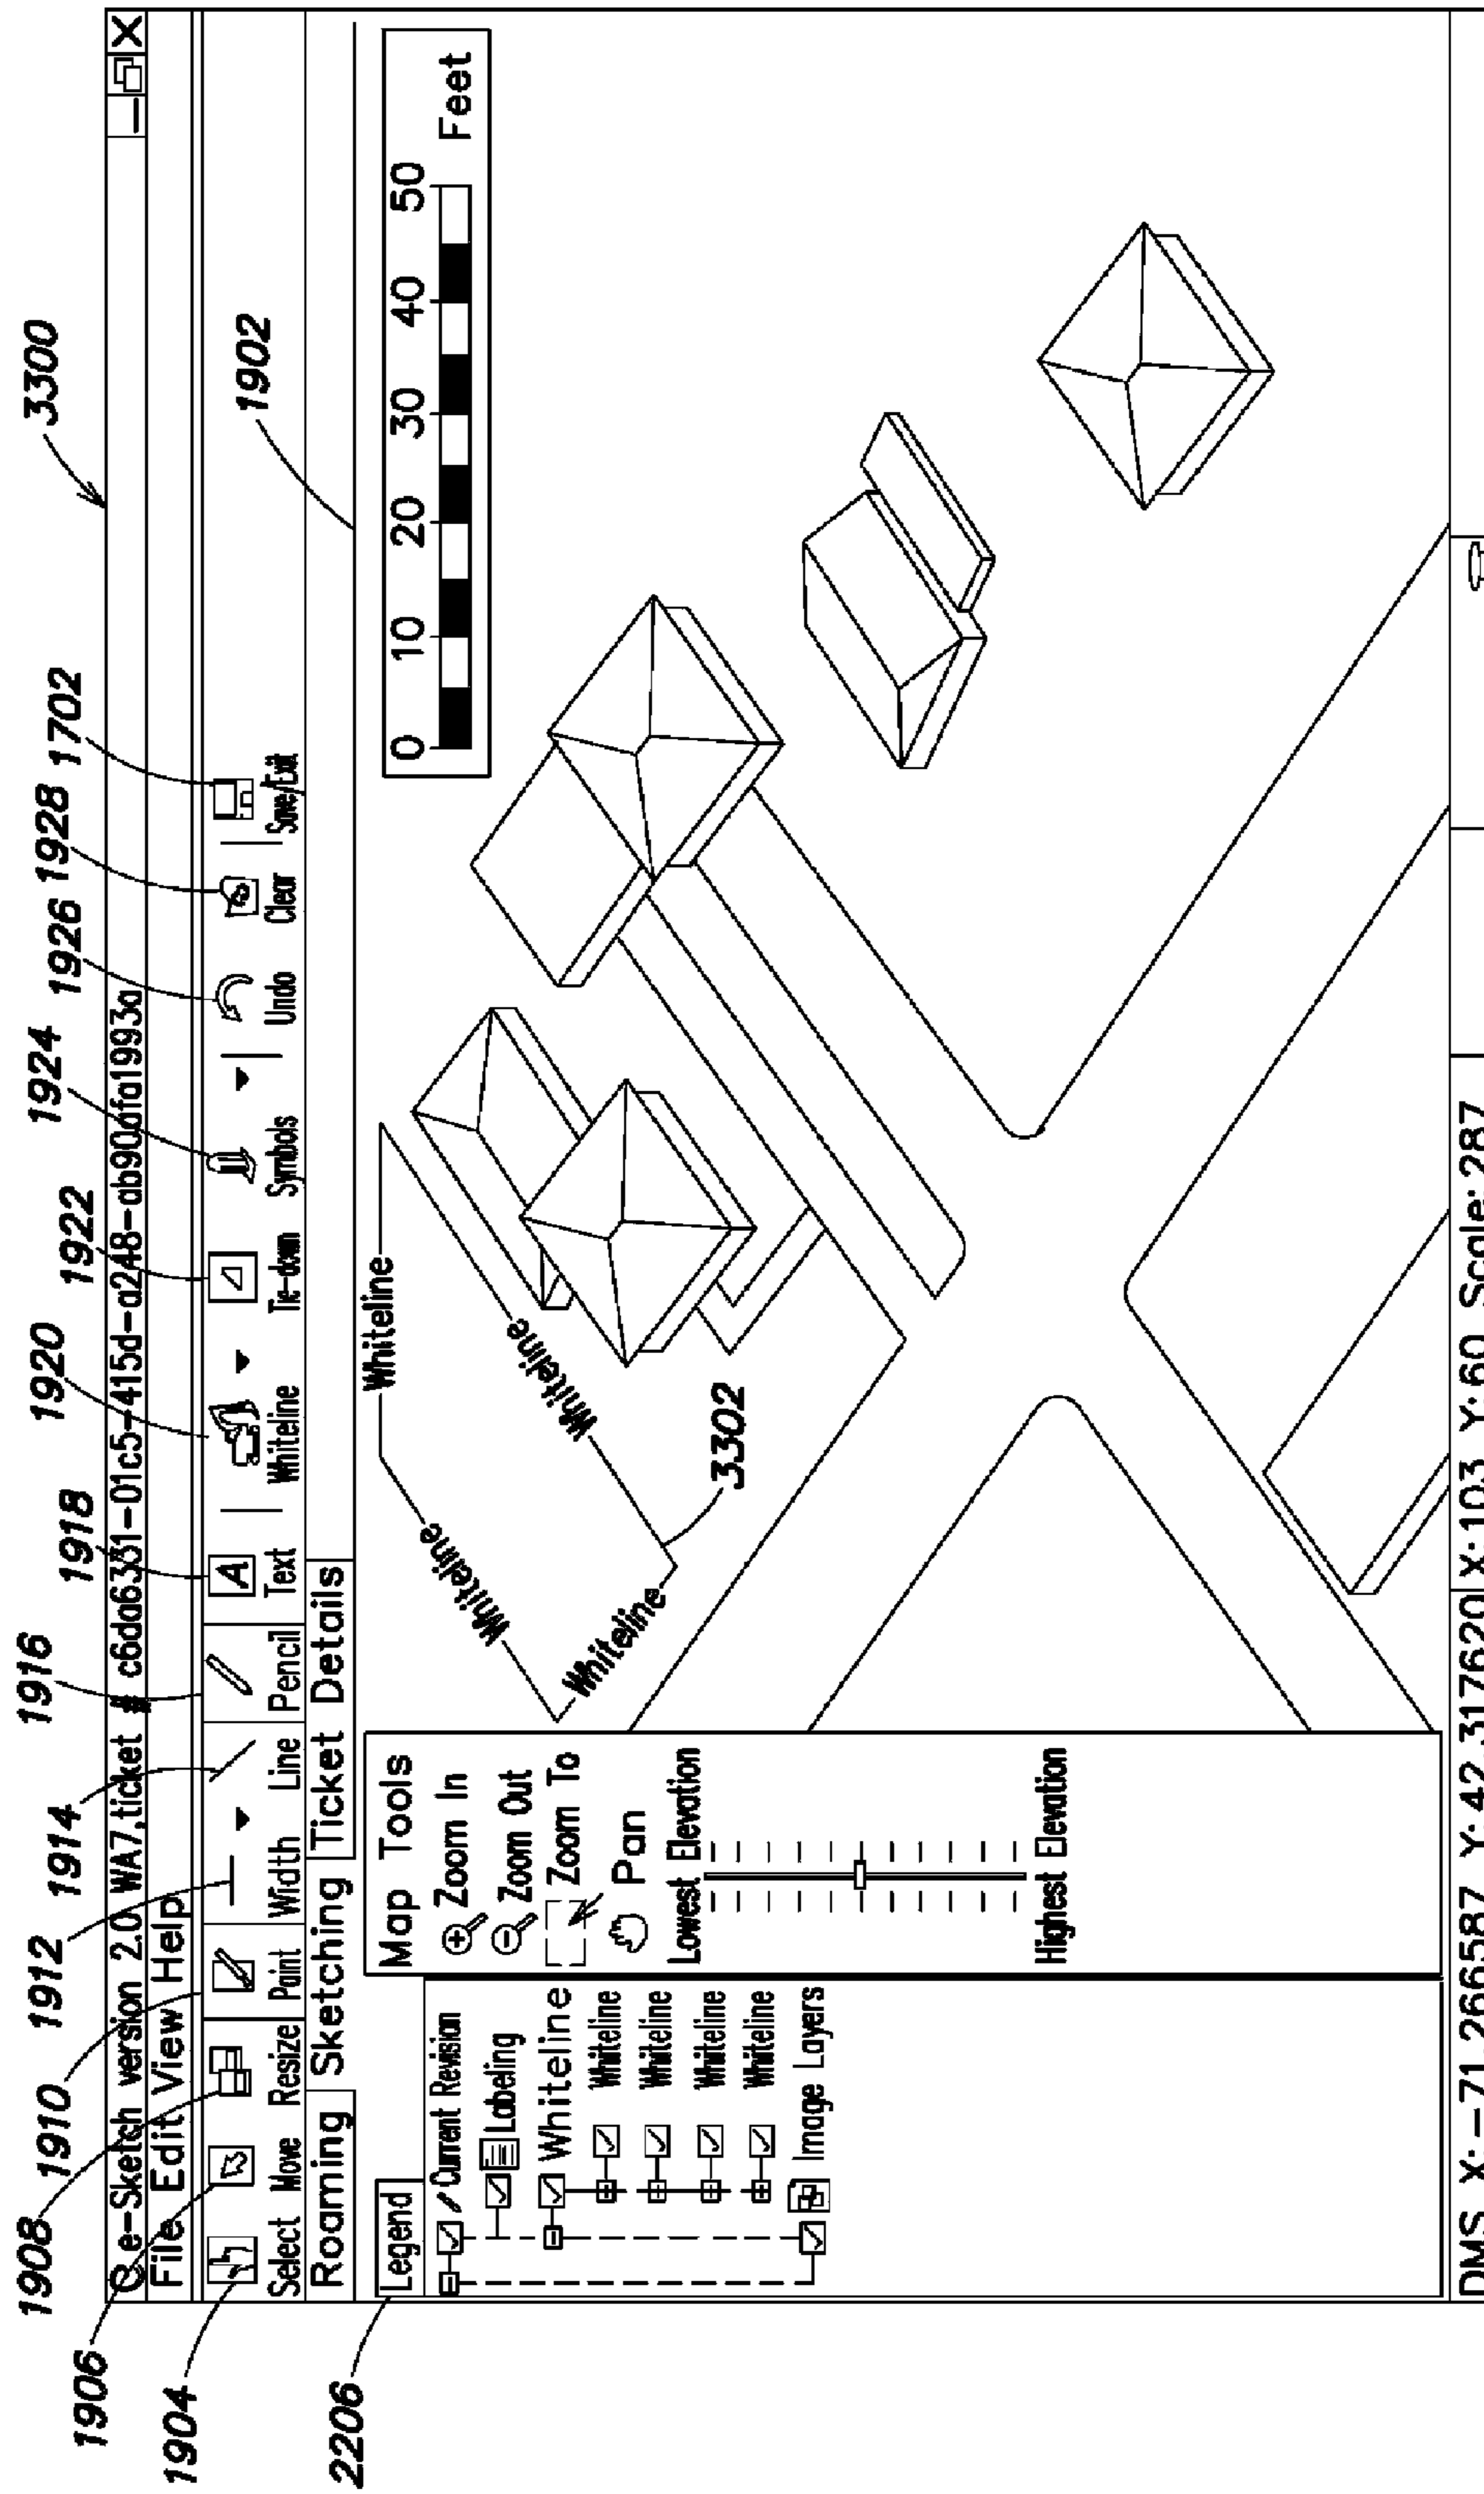 3300
1908 1910 1912 1914 1916 1918 1920 1922 1924 1926 1928 1702
1906
1904
1902
e-Sketch version 2.0 WA7,ticket # c6da6331-01c5-415d-a248-ab90afa1993a
File Edit View Help
Select Move Resize Paint Width Line Pencil Text Whiteline Tie-down Symbols Undo Clear Save/Exit
Roaming Sketching Ticket Details
2206
Legend
Current Revision
Labeling
Whiteline
Whiteline
Whiteline
Whiteline
Whiteline
Image Layers
Map Tools
Zoom In
Zoom Out
Zoom To
Pan
Lowest Elevation
Highest Elevation
Whiteline
Whiteline
Whiteline
Whiteline
3302
0 10 20 30 40 50
Feet
DMS X:-71.266587 Y:42.317620 X:103 Y:60 Scale:287